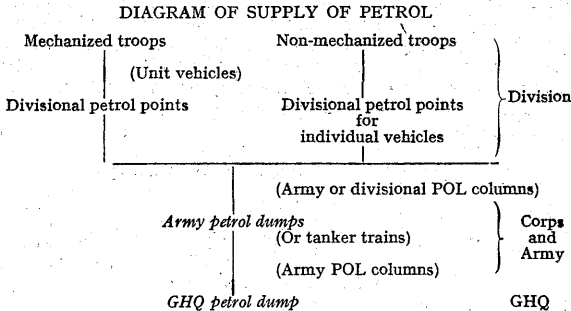 DIAGRAM OF SUPPLY OF PETROL
Mechanized troops Non-mechanized troops
(Unit vehicles)
Divisional petrol points Divisional petrol points Division
for
individual vehicles
(Army or divisional POL columns)
Army petrol dumps Corps
(Or tanker trains) and
Army
(Army POL columns)
GHQ petrol dump GHQ